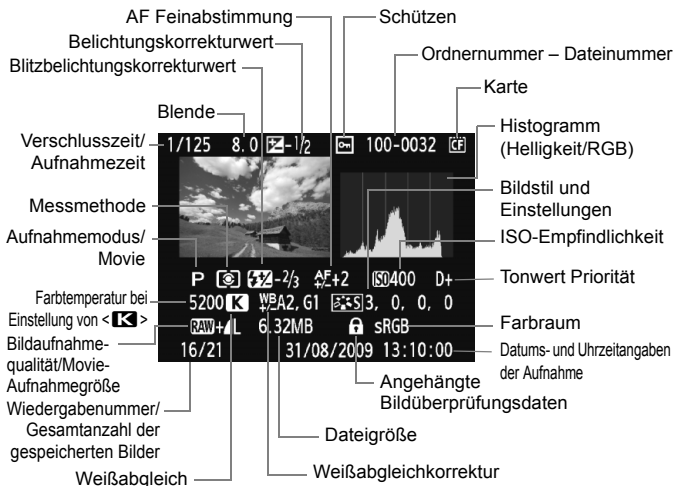 AF Feinabstimmung
Schützen
Belichtungskorrekturwert
Ordnernummer – Dateinummer
Blitzbelichtungskorrekturwert
Karte
Blende
Verschlusszeit/
Aufnahmezeit
1/125 8.0 -1/2 100-0032 CF
Histogramm
(Helligkeit/RGB)
Messmethode
Bildstil und
Einstellungen
Aufnahmemodus/
Movie
ISO-Empfindlichkeit
P -2/3 AF+2 ISO400 D+
Tonwert Priorität
Farbtemperatur bei
Einstellung von <K>
5200 K WB A2, G1 S 3, 0, 0, 0
Bildaufnahme-
qualität/Movie-
Aufnahmegröße
RAW+L 6.32MB sRGB
Farbraum
16/21 31/08/2009 13:10:00
Datums- und Uhrzeitangaben
der Aufnahme
Wiedergabenummer/
Gesamtanzahl der
gespeicherten Bilder
Angehängte
Bildüberprüfungsdaten
Dateigröße
Weißabgleich
Weißabgleichkorrektur